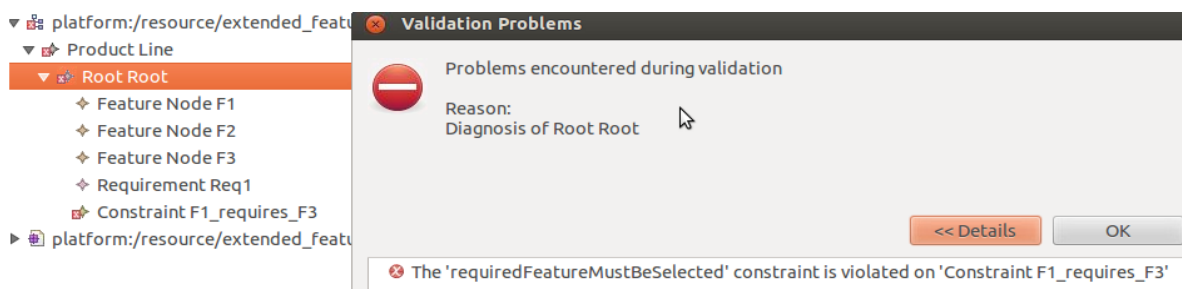 platform:/resource/extended_featu
Product Line
Root Root
Feature Node F1
Feature Node F2
Feature Node F3
Requirement Req1
Constraint F1_requires_F3
platform:/resource/extended_featu
Validation Problems
Problems encountered during validation
Reason:
Diagnosis of Root Root
<< Details
OK
The 'requiredFeatureMustBeSelected' constraint is violated on 'Constraint F1_requires_F3'